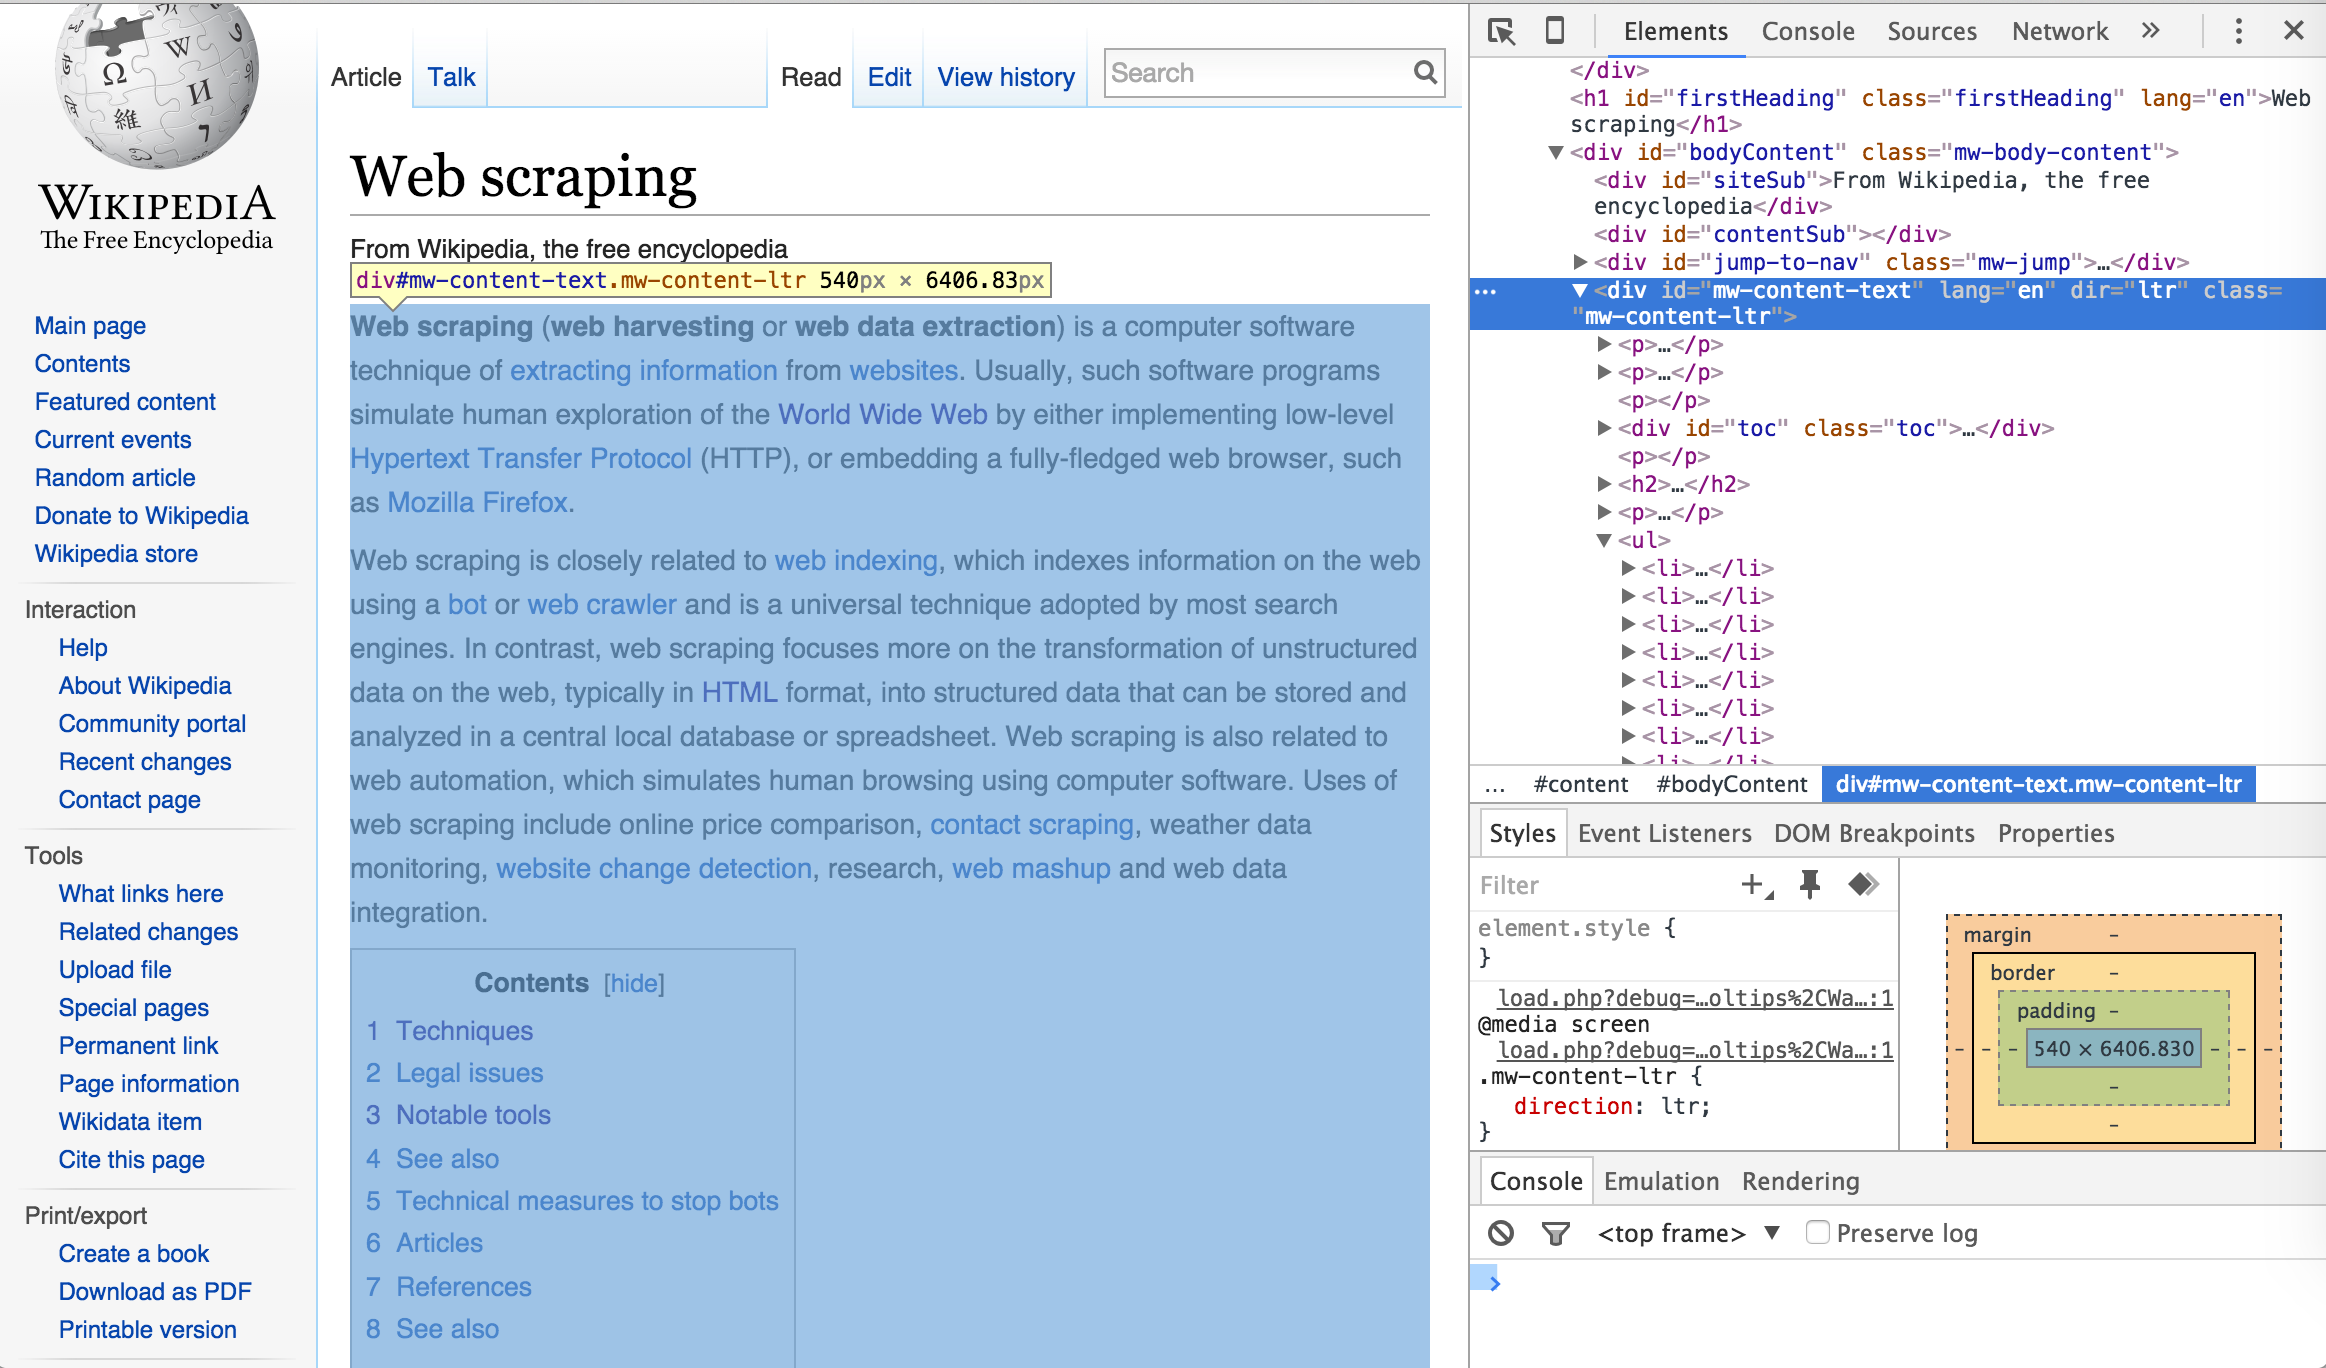 WIKIPEDIA
The Free Encyclopedia
Main page
Contents
Featured content
Current events
Random article
Donate to Wikipedia
Wikipedia store
Interaction
Help
About Wikipedia
Community portal
Recent changes
Contact page
Tools
What links here
Related changes
Upload file
Special pages
Permanent link
Page information
Wikidata item
Cite this page
Print/export
Create a book
Download as PDF
Printable version
Article Talk Read Edit View history Search
Web scraping
From Wikipedia, the free encyclopedia
div#mw-content-text.mw-content-ltr 540px × 6406.83px
Web scraping (web harvesting or web data extraction) is a computer software
technique of extracting information from websites. Usually, such software programs
simulate human exploration of the World Wide Web by either implementing low-level
Hypertext Transfer Protocol (HTTP), or embedding a fully-fledged web browser, such
as Mozilla Firefox.
Web scraping is closely related to web indexing, which indexes information on the web
using a bot or web crawler and is a universal technique adopted by most search
engines. In contrast, web scraping focuses more on the transformation of unstructured
data on the web, typically in HTML format, into structured data that can be stored and
analyzed in a central local database or spreadsheet. Web scraping is also related to
web automation, which simulates human browsing using computer software. Uses of
web scraping include online price comparison, contact scraping, weather data
monitoring, website change detection, research, web mashup and web data
integration.
Contents [hide]
1 Techniques
2 Legal issues
3 Notable tools
4 See also
5 Technical measures to stop bots
6 Articles
7 References
8 See also
Elements Console Sources Network »
</div>
<h1 id="firstHeading" class="firstHeading" lang="en">Web
scraping</h1>
▼<div id="bodyContent" class="mw-body-content">
<div id="siteSub">From Wikipedia, the free
encyclopedia</div>
<div id="contentSub"></div>
▶<div id="jump-to-nav" class="mw-jump">…</div>
… ▼<div id="mw-content-text" lang="en" dir="ltr" class=
"mw-content-ltr">
▶<p>…</p>
▶<p>…</p>
<p></p>
▶<div id="toc" class="toc">…</div>
<p></p>
▶<h2>…</h2>
▶<p>…</p>
▼<ul>
▶<li>…</li>
▶<li>…</li>
▶<li>…</li>
▶<li>…</li>
▶<li>…</li>
▶<li>…</li>
▶<li>…</li>
▶<li>…</li>
... #content #bodyContent div#mw-content-text.mw-content-ltr
Styles Event Listeners DOM Breakpoints Properties
Filter
element.style {
}
load.php?debug=…oltips%2CWa…:1
@media screen
load.php?debug=…oltips%2CWa…:1
.mw-content-ltr {
direction: ltr;
}
margin –
border –
padding –
– – – 540 × 6406.830 – – –
–
–
Console Emulation Rendering
<top frame> ▼ Preserve log
>